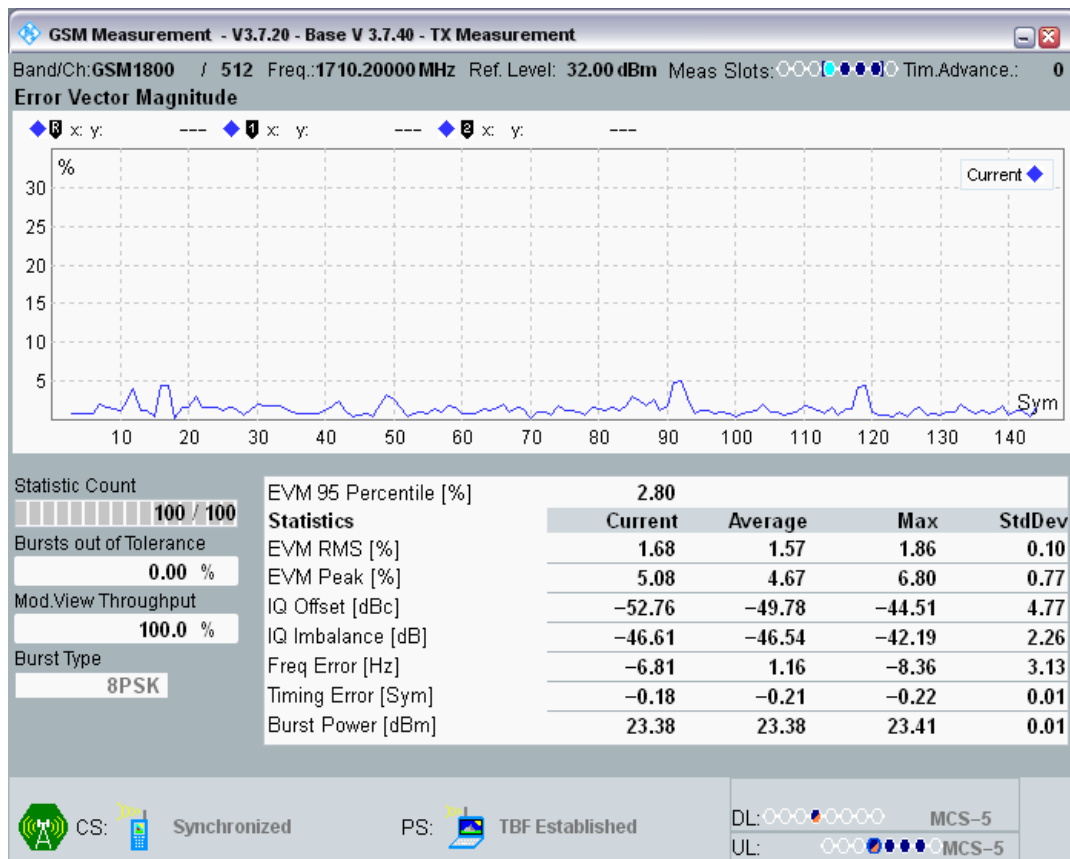 GSM Measurement - V3.7.20 - Base V 3.7.40 - TX Measurement
Band/Ch:GSM1800 / 512 Freq.:1710.20000 MHz Ref. Level: 32.00 dBm Meas Slots: Tim.Advance.: 0
Error Vector Magnitude
R x: y: --- 1 x: y: --- 2 x: y: ---
%
Current
30
25
20
15
10
5
Sym
10 20 30 40 50 60 70 80 90 100 110 120 130 140
Statistic Count
100 / 100
Bursts out of Tolerance
0.00 %
Mod.View Throughput
100.0 %
Burst Type
8PSK
EVM 95 Percentile [%] 2.80
Statistics Current Average Max StdDev
EVM RMS [%] 1.68 1.57 1.86 0.10
EVM Peak [%] 5.08 4.67 6.80 0.77
IQ Offset [dBc] −52.76 −49.78 −44.51 4.77
IQ Imbalance [dB] −46.61 −46.54 −42.19 2.26
Freq Error [Hz] −6.81 1.16 −8.36 3.13
Timing Error [Sym] −0.18 −0.21 −0.22 0.01
Burst Power [dBm] 23.38 23.38 23.41 0.01
CS: Synchronized PS: TBF Established
DL: MCS−5
UL: MCS−5